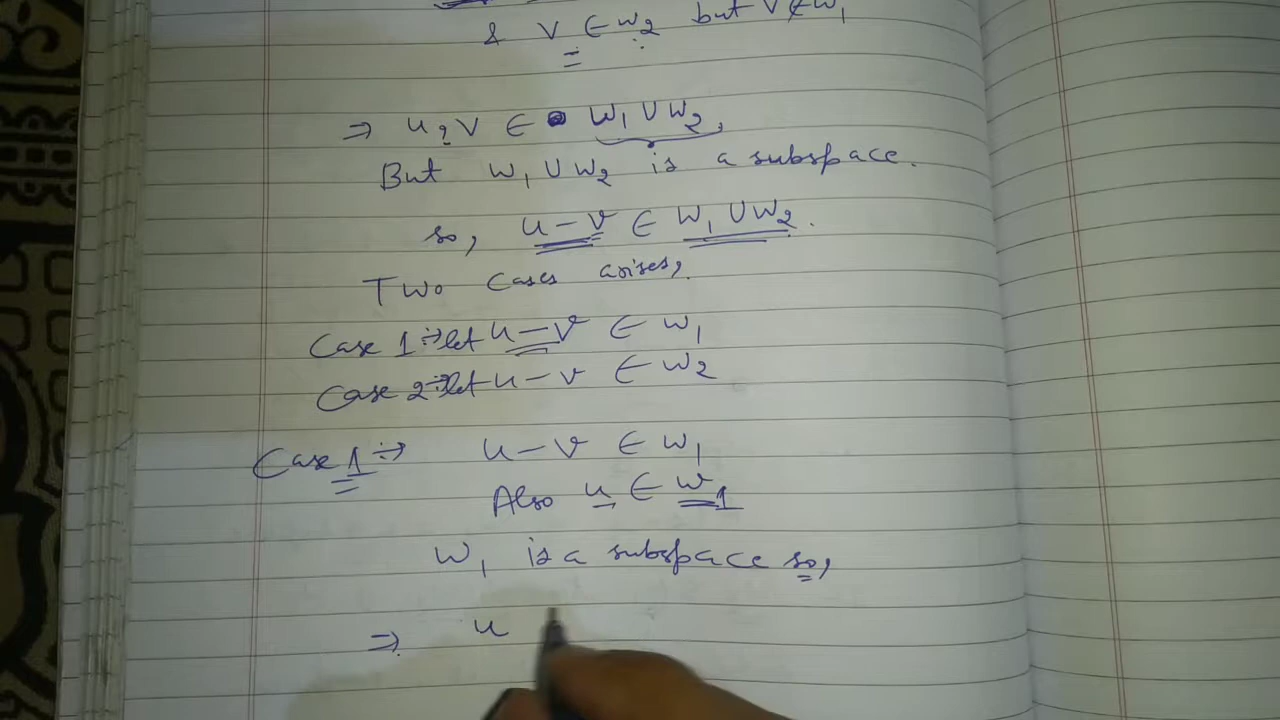 & V ∈ W₂ but V ∉ W₁
⇒ u, v ∈ W₁ ∪ W₂,
But W₁ ∪ W₂ is a subspace.
so, u - v ∈ W₁ ∪ W₂.
Two cases arises,
Case 1 :→ let u - v ∈ W₁
Case 2 :→ let u - v ∈ W₂
Case 1 :→ u - v ∈ W₁
Also u ∈ W₁
W₁ is a subspace so,
⇒ u